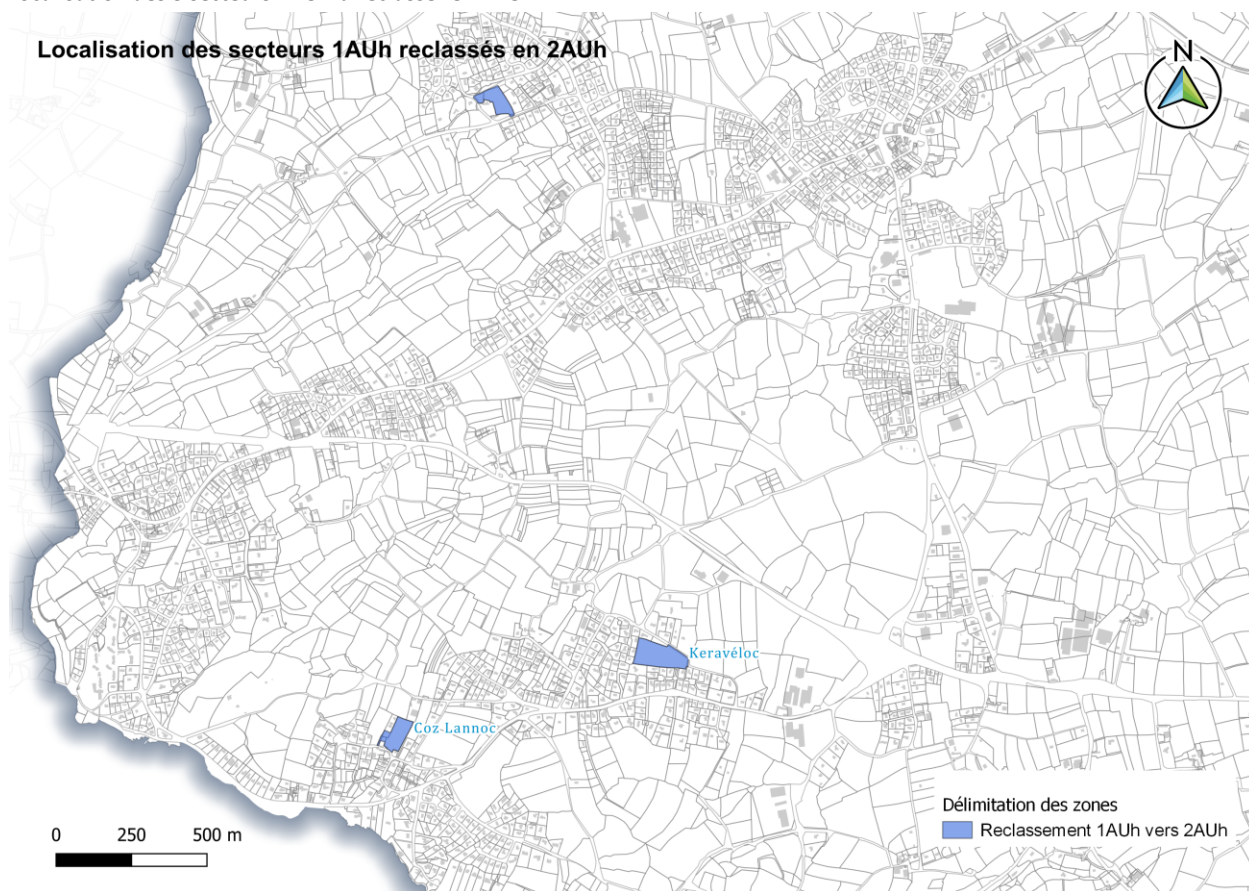 Localisation des secteurs 1AUh reclassés en 2AUh
N
Keravéloc
Coz-Lannoc
Délimitation des zones
Reclassement 1AUh vers 2AUh
0 250 500 m